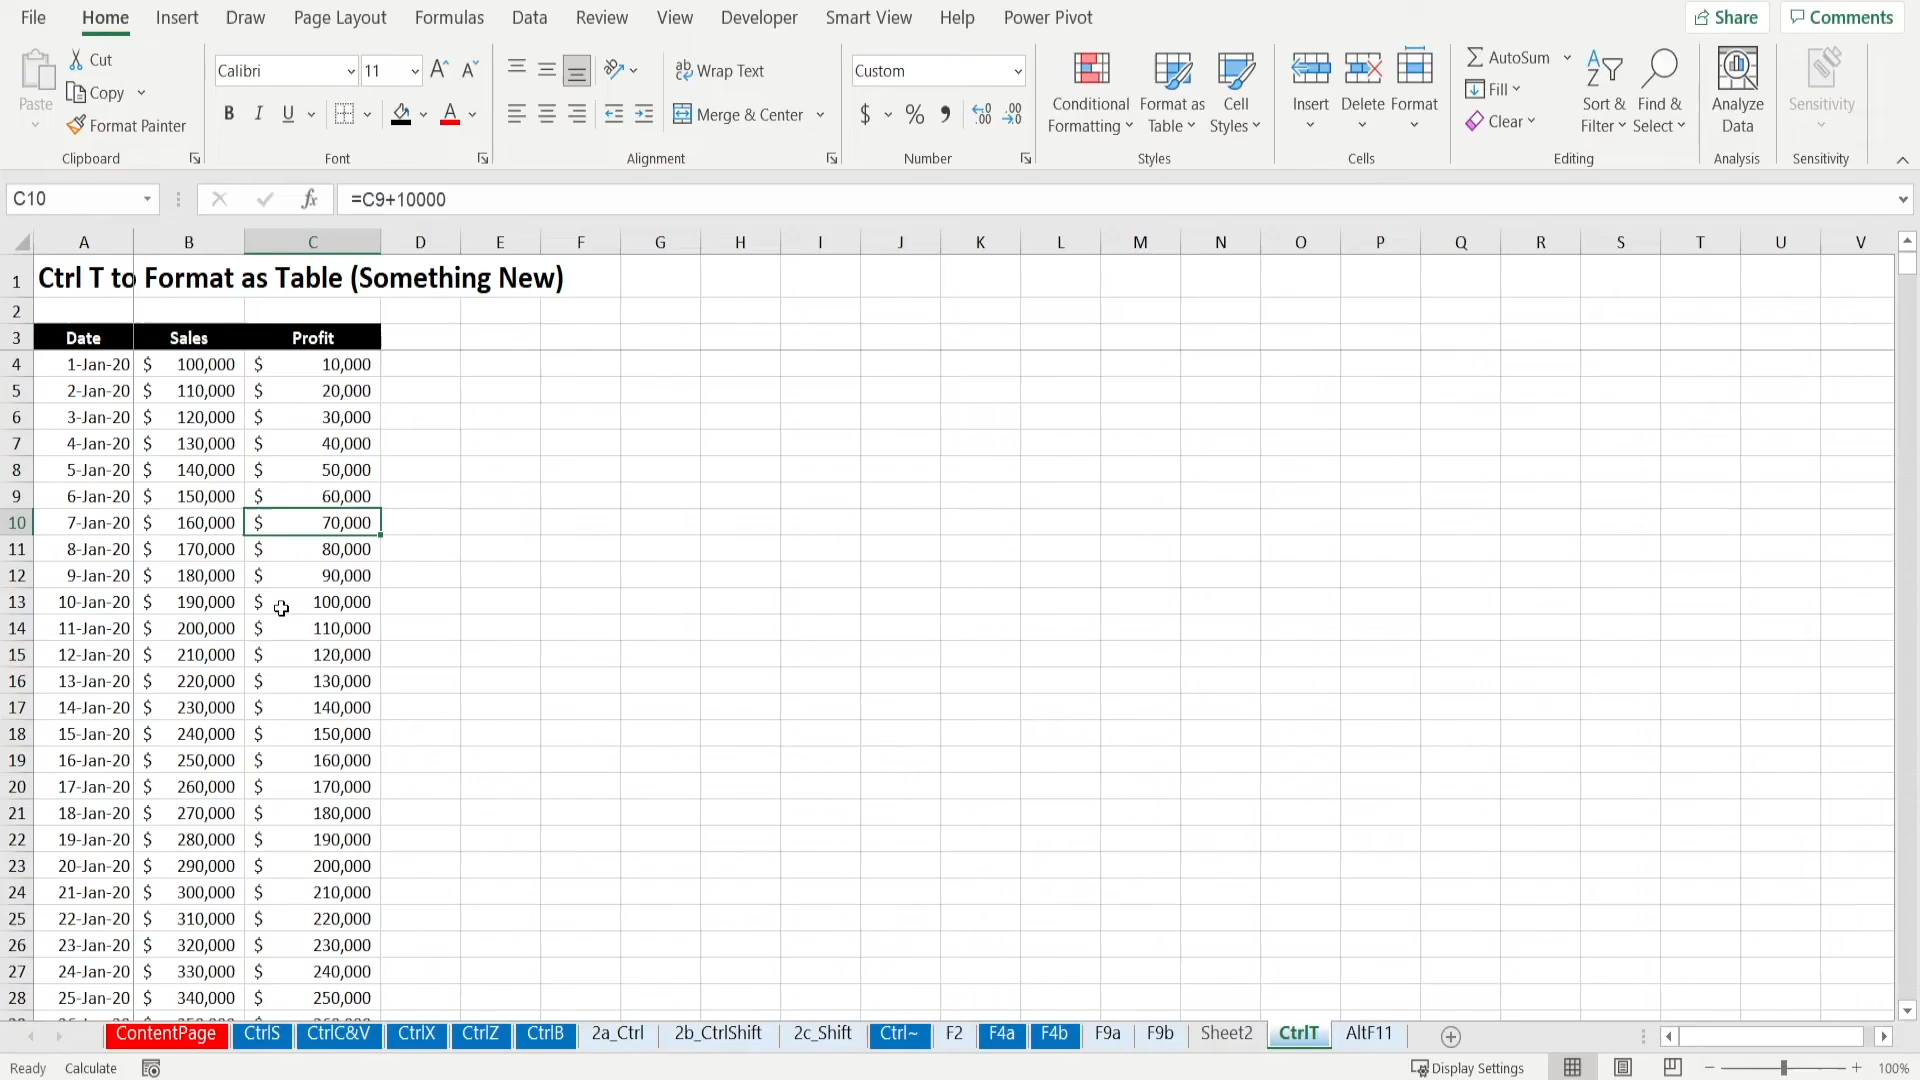 File Home Insert Draw Page Layout Formulas Data Review View Developer Smart View Help Power Pivot Share Comments
Paste Cut Copy Format Painter Clipboard
Calibri 11 B I U A Font
ab Wrap Text Merge & Center Alignment
Custom $ % Number
Conditional Formatting Format as Table Cell Styles Styles
Insert Delete Format Cells
AutoSum Fill Clear Sort & Filter Find & Select Editing
Analyze Data Analysis
Sensitivity Sensitivity
C10 fx =C9+10000
A B C D E F G H I J K L M N O P Q R S T U V
1 Ctrl T to Format as Table (Something New)
2
3 Date Sales Profit
4 1-Jan-20 $ 100,000 $ 10,000
5 2-Jan-20 $ 110,000 $ 20,000
6 3-Jan-20 $ 120,000 $ 30,000
7 4-Jan-20 $ 130,000 $ 40,000
8 5-Jan-20 $ 140,000 $ 50,000
9 6-Jan-20 $ 150,000 $ 60,000
10 7-Jan-20 $ 160,000 $ 70,000
11 8-Jan-20 $ 170,000 $ 80,000
12 9-Jan-20 $ 180,000 $ 90,000
13 10-Jan-20 $ 190,000 $ 100,000
14 11-Jan-20 $ 200,000 $ 110,000
15 12-Jan-20 $ 210,000 $ 120,000
16 13-Jan-20 $ 220,000 $ 130,000
17 14-Jan-20 $ 230,000 $ 140,000
18 15-Jan-20 $ 240,000 $ 150,000
19 16-Jan-20 $ 250,000 $ 160,000
20 17-Jan-20 $ 260,000 $ 170,000
21 18-Jan-20 $ 270,000 $ 180,000
22 19-Jan-20 $ 280,000 $ 190,000
23 20-Jan-20 $ 290,000 $ 200,000
24 21-Jan-20 $ 300,000 $ 210,000
25 22-Jan-20 $ 310,000 $ 220,000
26 23-Jan-20 $ 320,000 $ 230,000
27 24-Jan-20 $ 330,000 $ 240,000
28 25-Jan-20 $ 340,000 $ 250,000
ContentPage CtrlS CtrlC&V CtrlX CtrlZ CtrlB 2a_Ctrl 2b_CtrlShift 2c_Shift Ctrl~ F2 F4a F4b F9a F9b Sheet2 CtrlT AltF11
Ready Calculate Display Settings 100%